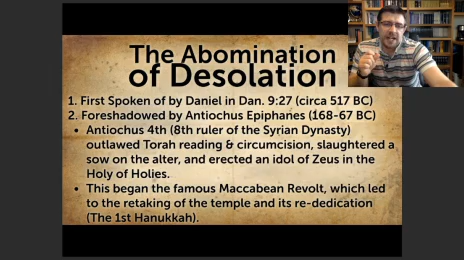 The Abomination
of Desolation
1. First Spoken of by Daniel in Dan. 9:27 (circa 517 BC)
2. Foreshadowed by Antiochus Epiphanes (168-67 BC)
• Antiochus 4th (8th ruler of the Syrian Dynasty)
outlawed Torah reading & circumcision, slaughtered a
sow on the alter, and erected an idol of Zeus in the
Holy of Holies.
• This began the famous Maccabean Revolt, which led
to the retaking of the temple and its re-dedication
(The 1st Hanukkah).